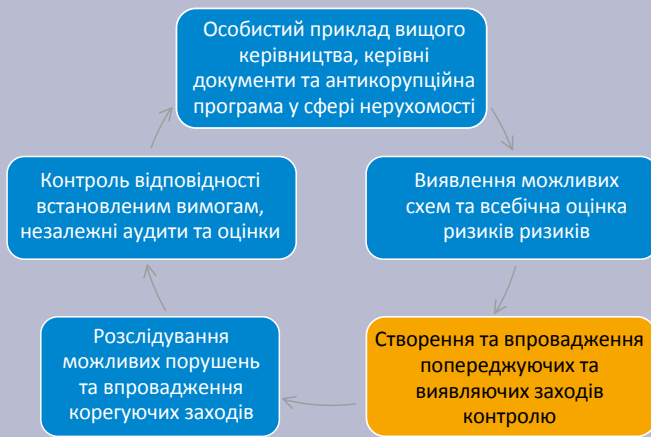 Особистий приклад вищого
керівництва, керівні
документи та антикорупційна
програма у сфері нерухомості
Виявлення можливих
схем та всебічна оцінка
ризиків ризиків
Створення та впровадження
попереджуючих та
виявляючих заходів
контролю
Розслідування
можливих порушень
та впровадження
корегуючих заходів
Контроль відповідності
встановленим вимогам,
незалежні аудити та оцінки